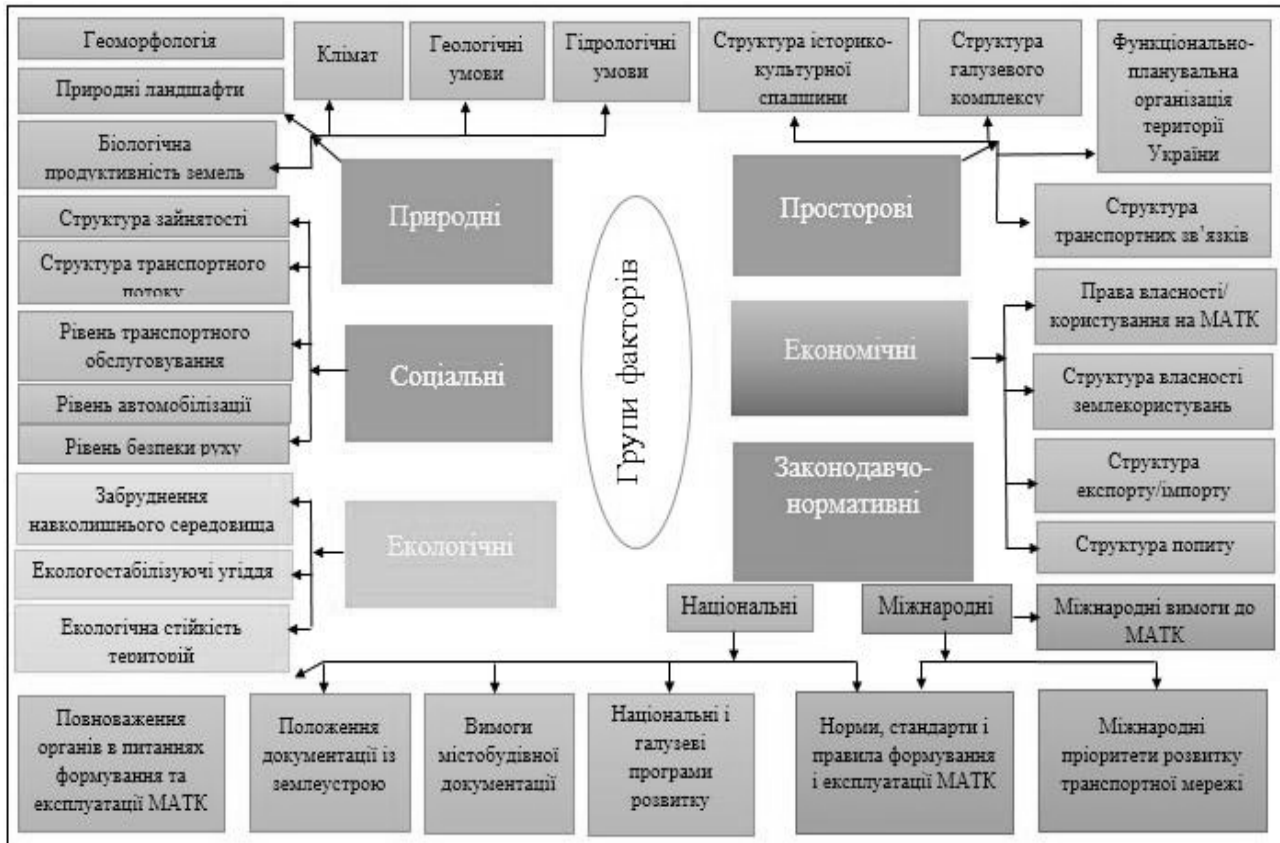 Геоморфологія
Природні ландшафти
Біологічна
продуктивність земель
Клімат
Геологічні
умови
Гідрологічні
умови
Структура історико-
культурної
спадщини
Структура
галузевого
комплексу
Функціонально-
планувальна
організація
території
України
Природні
Просторові
Структура
транспортних зв’язків
Структура зайнятості
Структура транспортного
потоку
Рівень транспортного
обслуговування
Рівень автомобілізації
Рівень безпеки руху
Соціальні
Групи факторів
Економічні
Права власності/
користування на МАТК
Структура власності
землекористувань
Структура
експорту/імпорту
Структура попиту
Забруднення
навколишнього середовища
Екологостабілізуючі угіддя
Екологічна стійкість
територій
Екологічні
Законодавчо-
нормативні
Національні
Міжнародні
Міжнародні вимоги до
МАТК
Повноваження
органів в питаннях
формування та
експлуатації МАТК
Положення
документації із
землеустрою
Вимоги
містобудівної
документації
Національні і
галузеві
програми
розвитку
Норми, стандарти і
правила формування
і експлуатації МАТК
Міжнародні
пріоритети розвитку
транспортної мережі